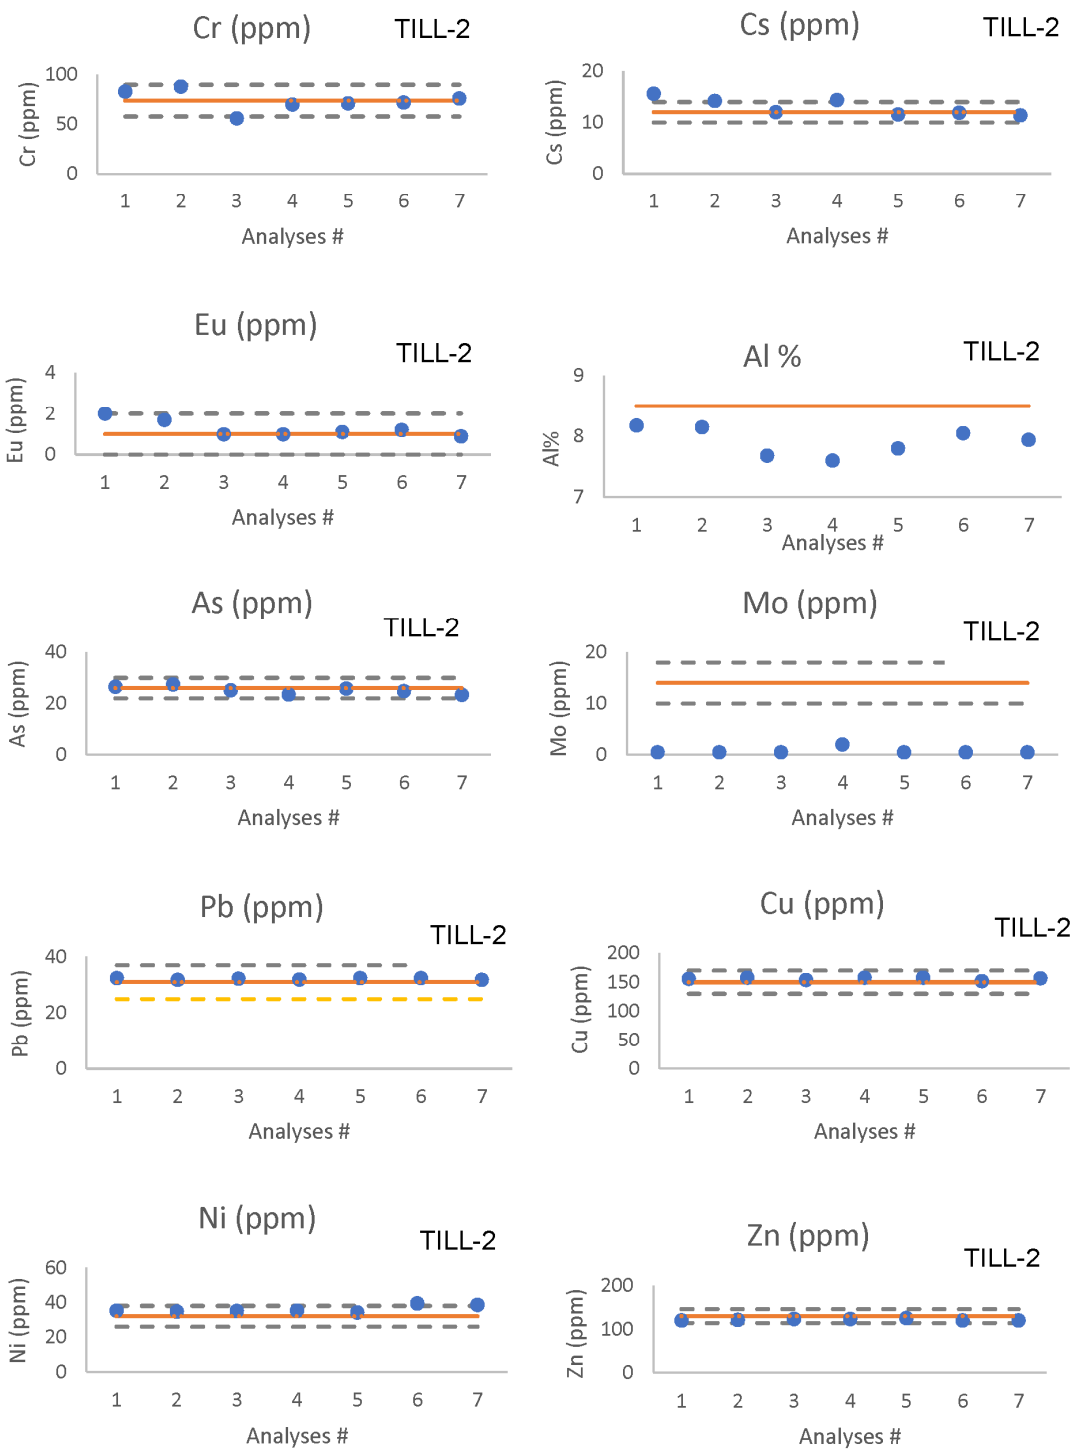 Cr (ppm) TILL-2
100
50
0
Cr (ppm)
1 2 3 4 5 6 7
Analyses #
Cs (ppm) TILL-2
20
10
0
Cs (ppm)
1 2 3 4 5 6 7
Analyses #
Eu (ppm)
TILL-2
4
2
0
Eu (ppm)
1 2 3 4 5 6 7
Analyses #
Al % TILL-2
9
8
7
Al%
1 2 3 4 5 6 7
Analyses #
As (ppm)
TILL-2
40
20
0
As (ppm)
1 2 3 4 5 6 7
Analyses #
Mo (ppm)
TILL-2
20
10
0
Mo (ppm)
1 2 3 4 5 6 7
Analyses #
Pb (ppm)
TILL-2
40
20
0
Pb (ppm)
1 2 3 4 5 6 7
Analyses #
Cu (ppm)
TILL-2
200
150
100
50
0
Cu (ppm)
1 2 3 4 5 6 7
Analyses #
Ni (ppm)
TILL-2
60
40
20
0
Ni (ppm)
1 2 3 4 5 6 7
Analyses #
Zn (ppm)
TILL-2
200
100
0
Zn (ppm)
1 2 3 4 5 6 7
Analyses #